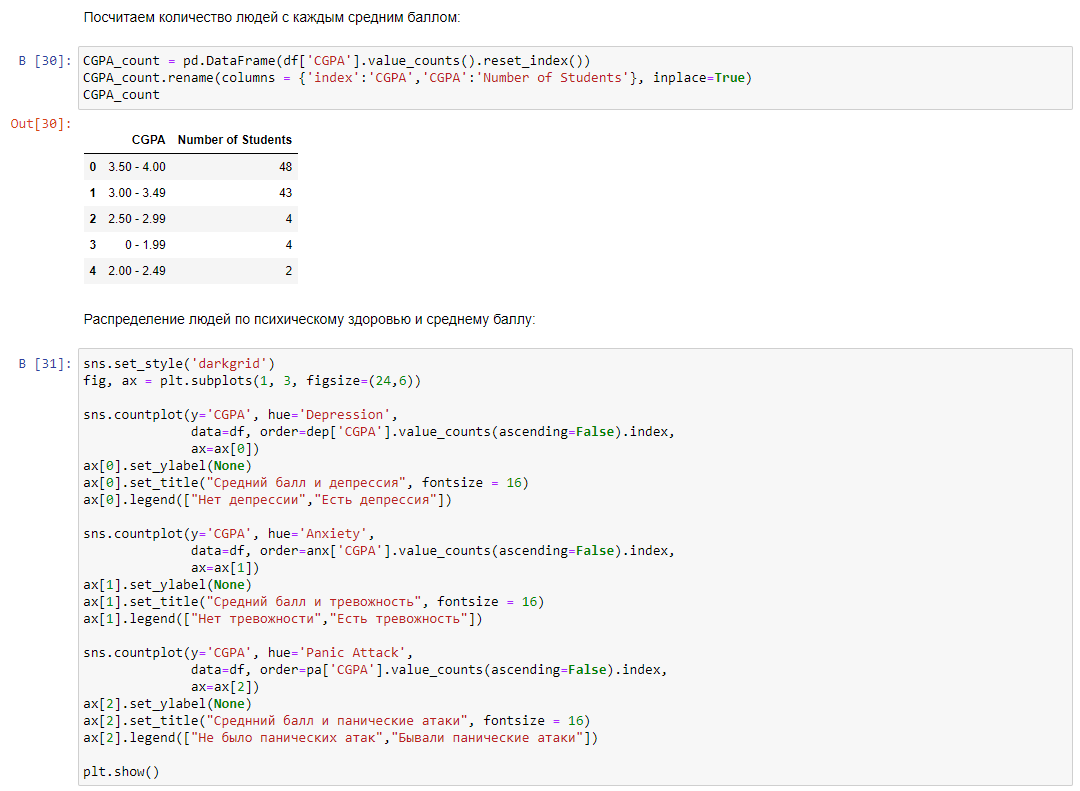 Посчитаем количество людей с каждым средним баллом:
B [30]: CGPA_count = pd.DataFrame(df['CGPA'].value_counts().reset_index())
CGPA_count.rename(columns = {'index':'CGPA','CGPA':'Number of Students'}, inplace=True)
CGPA_count
Out[30]:
CGPA Number of Students
0 3.50 - 4.00 48
1 3.00 - 3.49 43
2 2.50 - 2.99 4
3 0 - 1.99 4
4 2.00 - 2.49 2
Распределение людей по психическому здоровью и среднему баллу:
B [31]: sns.set_style('darkgrid')
fig, ax = plt.subplots(1, 3, figsize=(24,6))
sns.countplot(y='CGPA', hue='Depression',
data=df, order=dep['CGPA'].value_counts(ascending=False).index,
ax=ax[0])
ax[0].set_ylabel(None)
ax[0].set_title("Средний балл и депрессия", fontsize = 16)
ax[0].legend(["Нет депрессии","Есть депрессия"])
sns.countplot(y='CGPA', hue='Anxiety',
data=df, order=anx['CGPA'].value_counts(ascending=False).index,
ax=ax[1])
ax[1].set_ylabel(None)
ax[1].set_title("Средний балл и тревожность", fontsize = 16)
ax[1].legend(["Нет тревожности","Есть тревожность"])
sns.countplot(y='CGPA', hue='Panic Attack',
data=df, order=pa['CGPA'].value_counts(ascending=False).index,
ax=ax[2])
ax[2].set_ylabel(None)
ax[2].set_title("Среднний балл и панические атаки", fontsize = 16)
ax[2].legend(["Не было панических атак","Бывали панические атаки"])
plt.show()